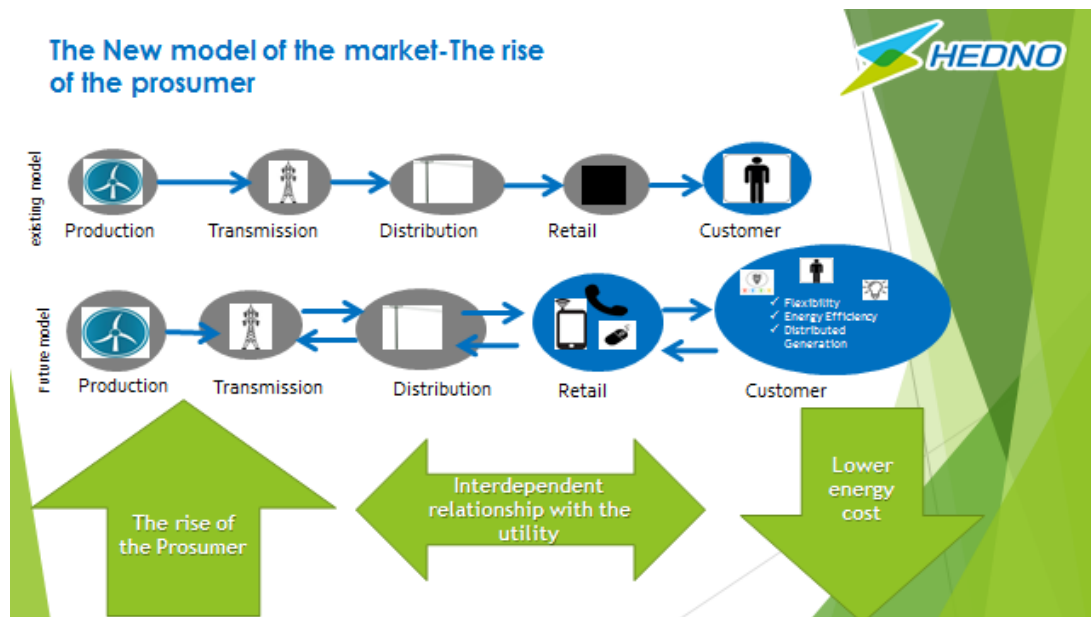 The New model of the market-The rise
of the prosumer
HEDNO
existing model
Production
Transmission
Distribution
Retail
Customer
Future model
✓ Flexibility
✓ Energy Efficiency
✓ Distributed
Generation
Production
Transmission
Distribution
Retail
Customer
The rise of
the Prosumer
Interdependent
relationship with the
utility
Lower
energy
cost